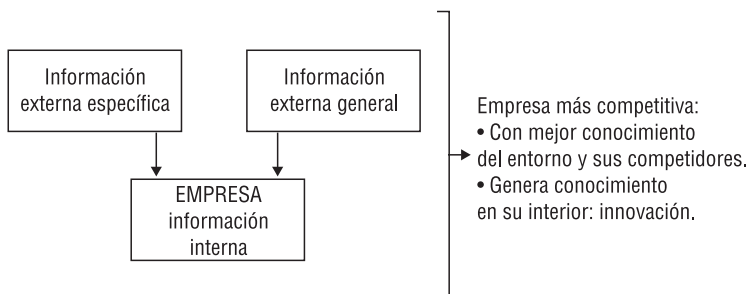 Información
externa específica
Información
externa general
EMPRESA
información
interna
Empresa más competitiva:
• Con mejor conocimiento
del entorno y sus competidores.
• Genera conocimiento
en su interior: innovación.